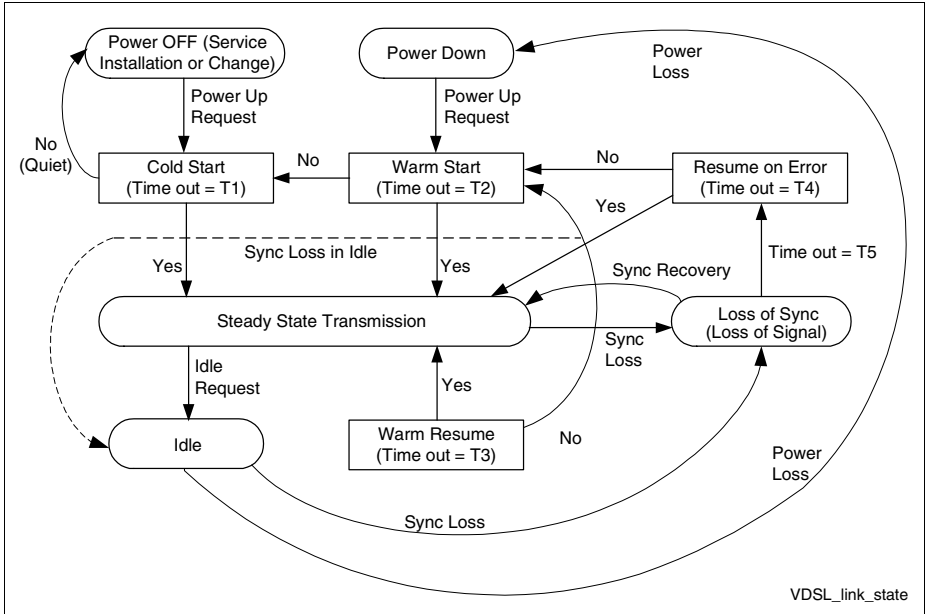 Power OFF (Service
Installation or Change)
Power Down
Power
Loss
Power Up
Request
Power Up
Request
No
(Quiet)
Cold Start
(Time out = T1)
No
Warm Start
(Time out = T2)
No
Resume on Error
(Time out = T4)
Yes
Sync Loss in Idle
Yes
Yes
Time out = T5
Sync Recovery
Steady State Transmission
Loss of Sync
(Loss of Signal)
Sync
Loss
Idle
Request
Yes
Idle
Warm Resume
(Time out = T3)
No
Power
Loss
Sync Loss
VDSL_link_state